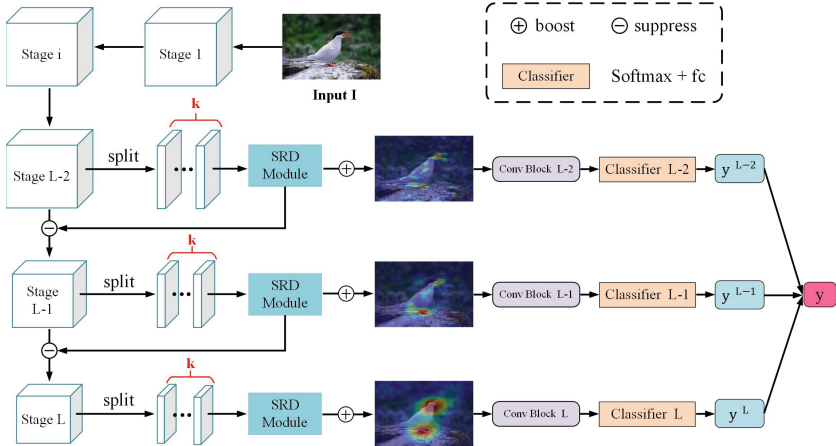 Stage i
Stage 1
Input I
⊕ boost
⊖ suppress
Classifier
Softmax + fc
k
Stage L-2
split
SRD
Module
Conv Block L-2
Classifier L-2
y L-2
k
Stage
L-1
split
SRD
Module
Conv Block L-1
Classifier L-1
y L-1
y
k
Stage L
split
SRD
Module
Conv Block L
Classifier L
y L